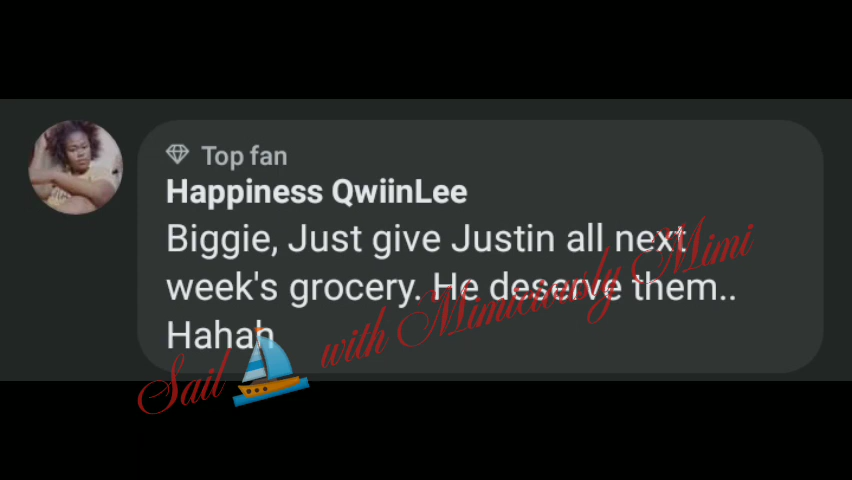 Top fan
Happiness QwiinLee
Biggie, Just give Justin all next
week's grocery. He deserve them..
Hahah
Sail with Mimiciously Mimi